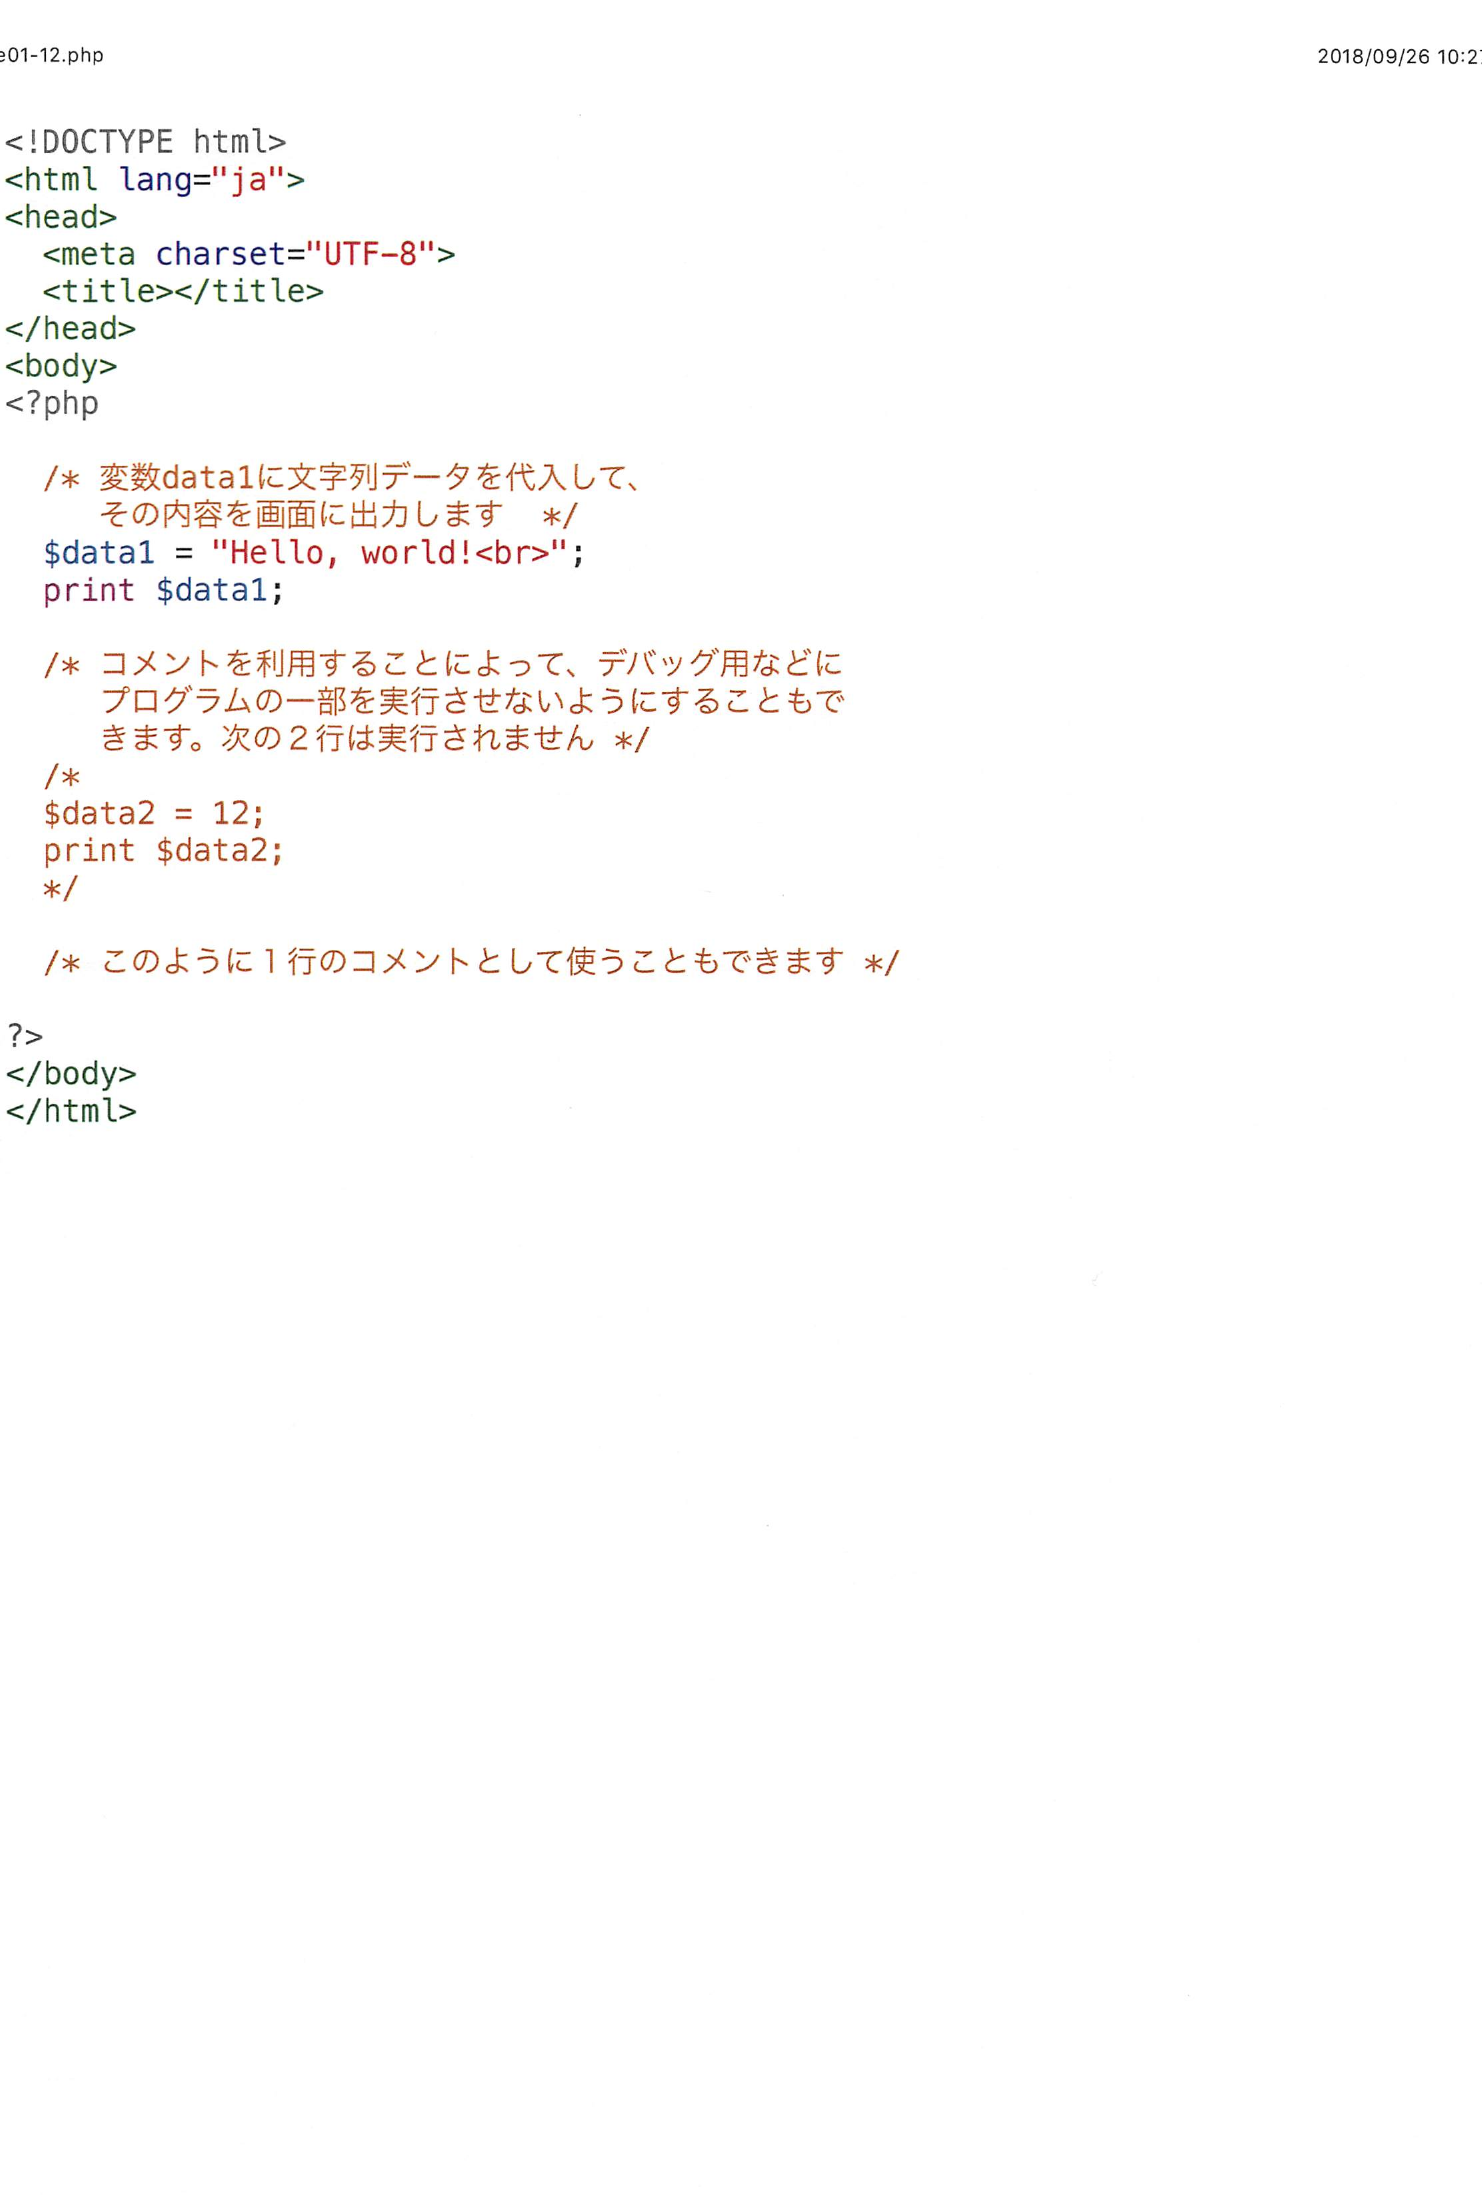 e01-12.php
2018/09/26 10:2
<!DOCTYPE html>
<html lang="ja">
<head>
  <meta charset="UTF-8">
  <title></title>
</head>
<body>
<?php

  /* 変数data1に文字列データを代入して、
     その内容を画面に出力します  */
  $data1 = "Hello, world!<br>";
  print $data1;

  /* コメントを利用することによって、デバッグ用などに
     プログラムの一部を実行させないようにすることもで
     きます。次の２行は実行されません */
  /*
  $data2 = 12;
  print $data2;
  */

  /* このように１行のコメントとして使うこともできます */

?>
</body>
</html>